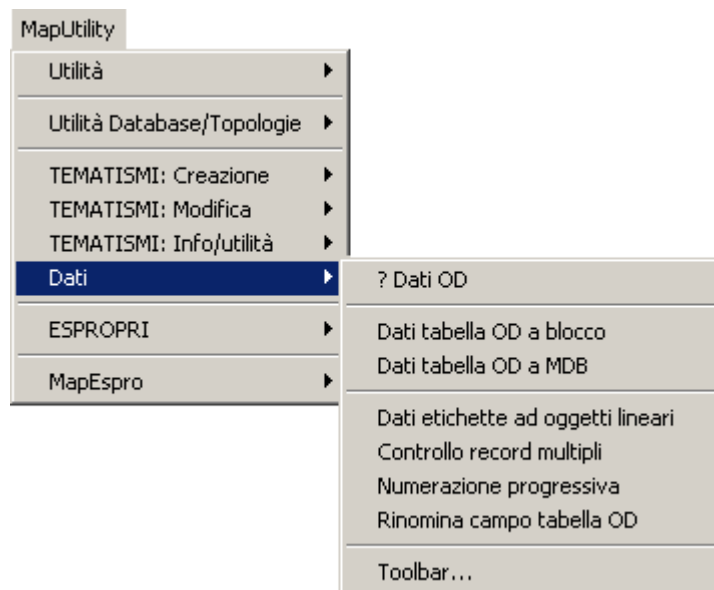 MapUtility
Utilità
Utilità Database/Topologie
TEMATISMI: Creazione
TEMATISMI: Modifica
TEMATISMI: Info/utilità
Dati
ESPROPRI
MapEspro
? Dati OD
Dati tabella OD a blocco
Dati tabella OD a MDB
Dati etichette ad oggetti lineari
Controllo record multipli
Numerazione progressiva
Rinomina campo tabella OD
Toolbar...